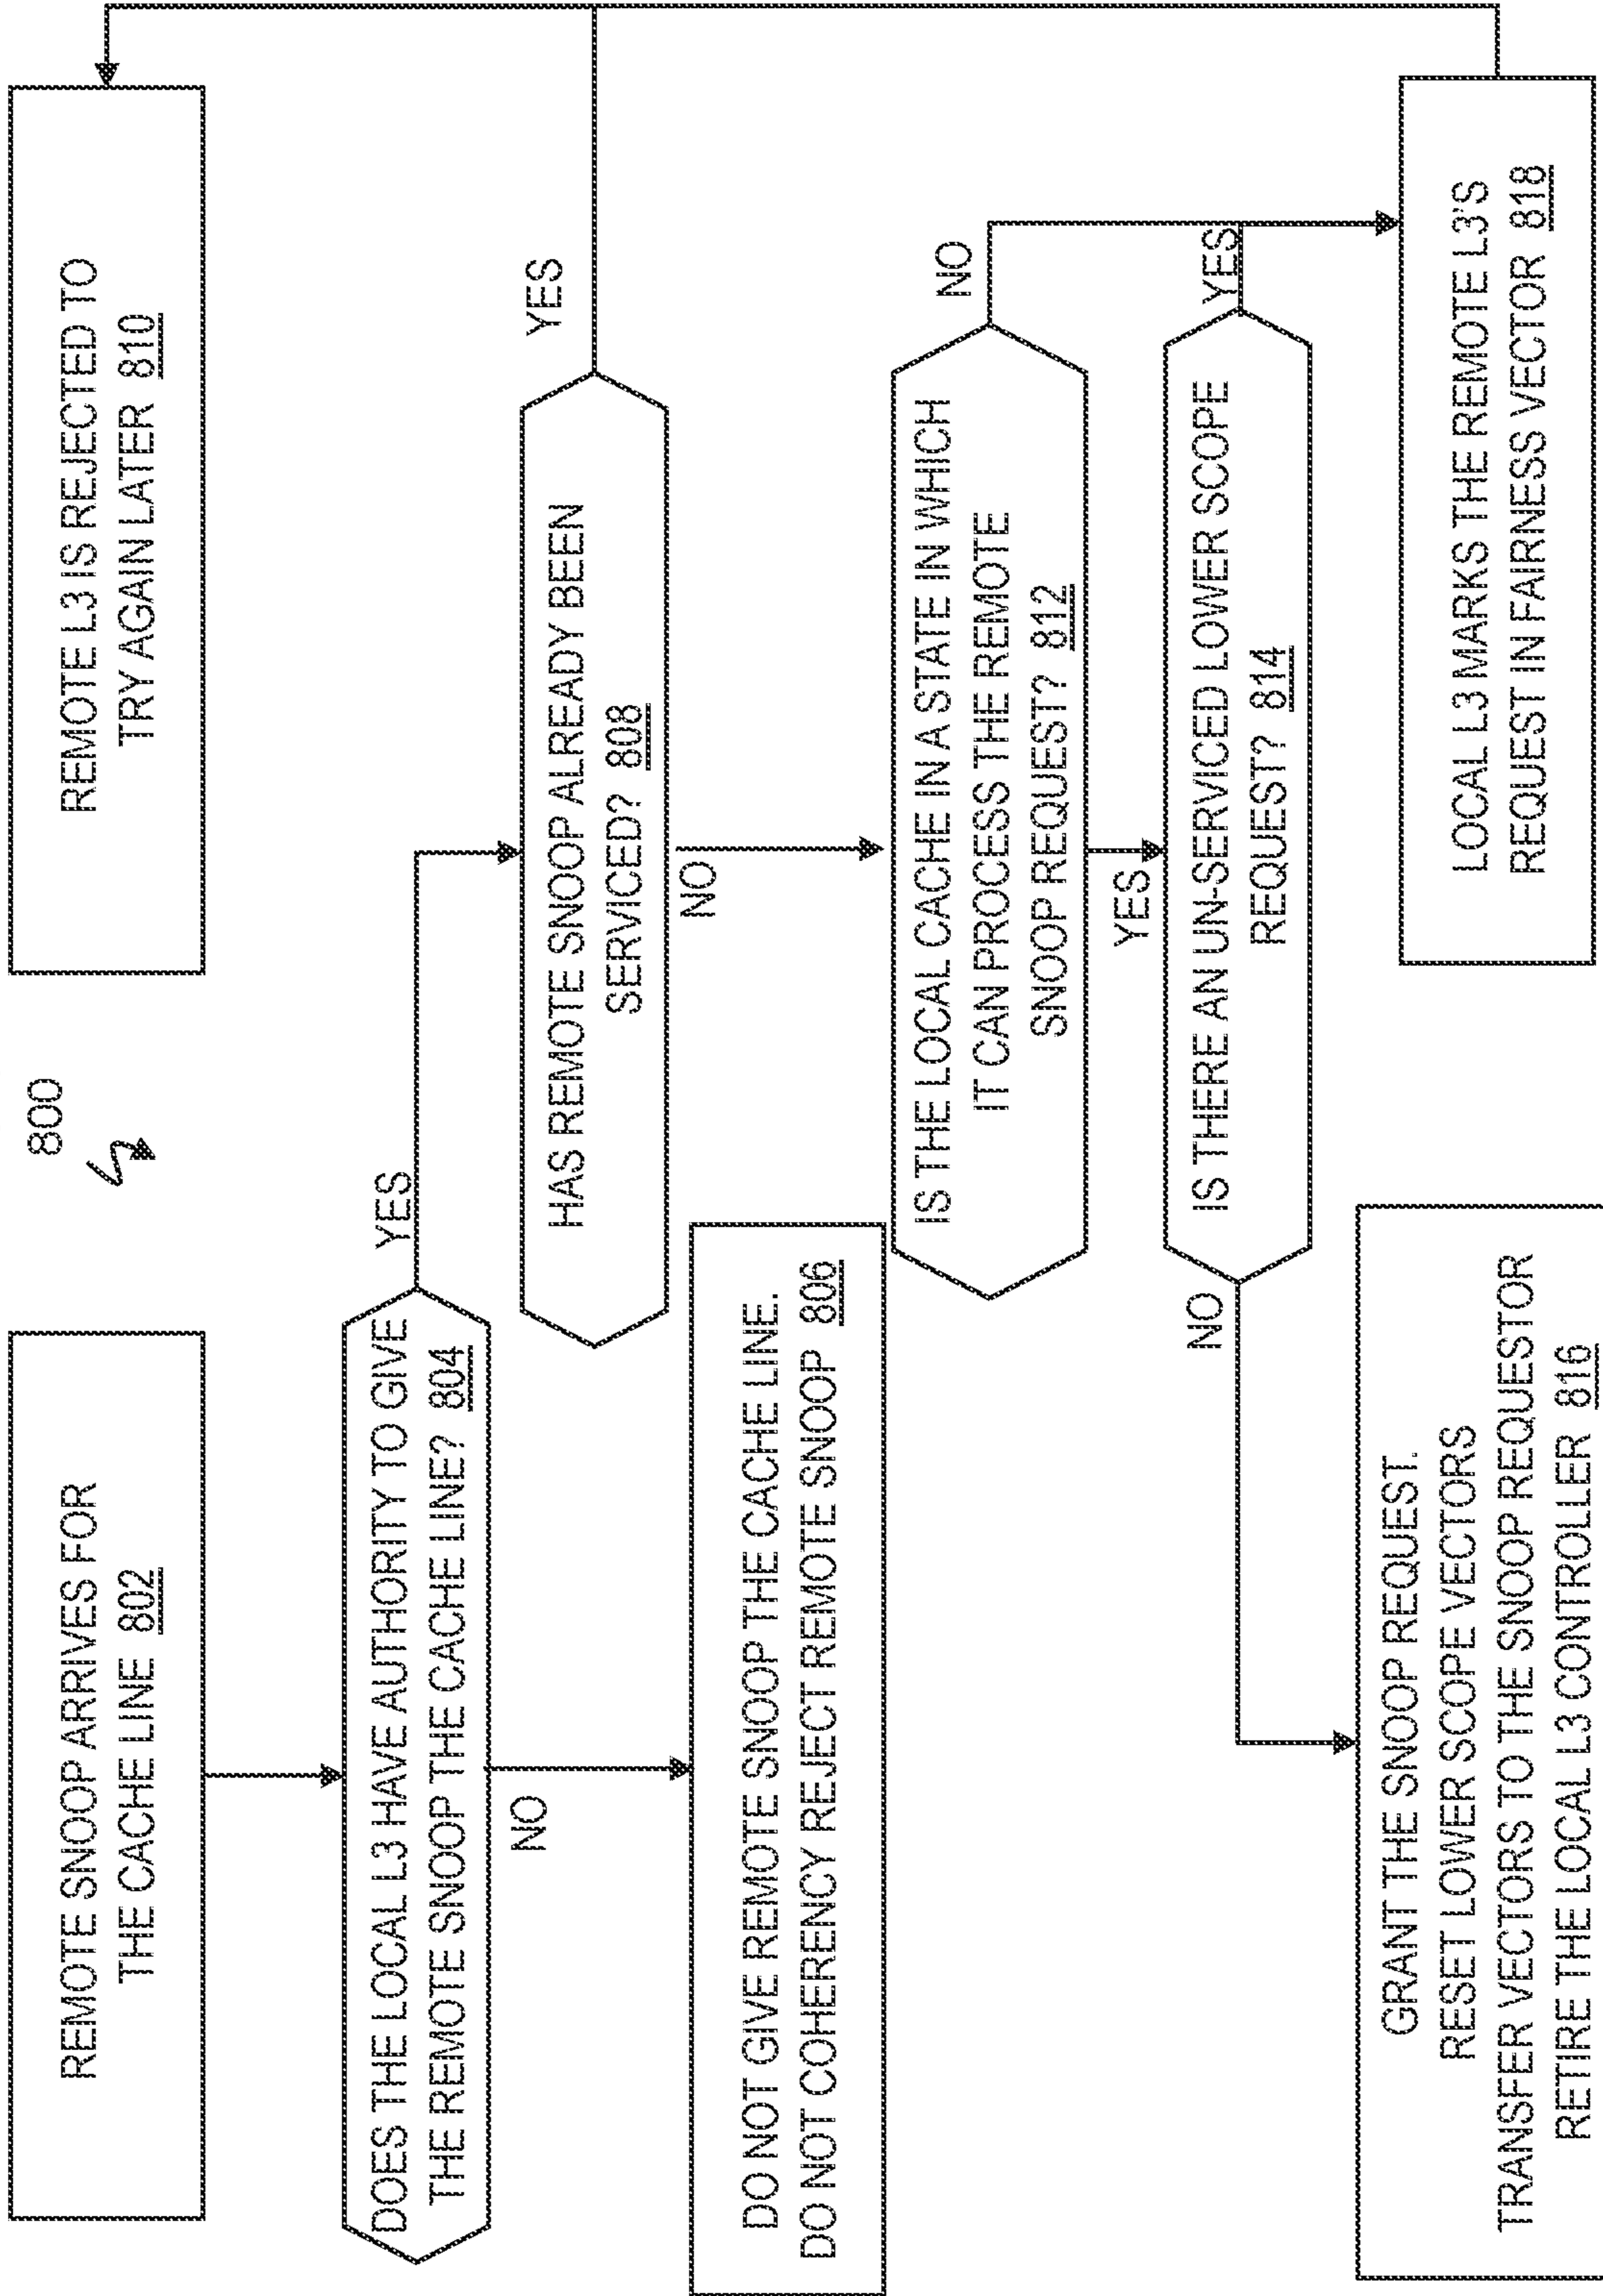 800
REMOTE SNOOP ARRIVES FOR
THE CACHE LINE 802
DOES THE LOCAL L3 HAVE AUTHORITY TO GIVE
THE REMOTE SNOOP THE CACHE LINE? 804
YES
NO
DO NOT GIVE REMOTE SNOOP THE CACHE LINE.
DO NOT COHERENCY REJECT REMOTE SNOOP 806
HAS REMOTE SNOOP ALREADY BEEN
SERVICED? 808
YES
NO
REMOTE L3 IS REJECTED TO
TRY AGAIN LATER 810
IS THE LOCAL CACHE IN A STATE IN WHICH
IT CAN PROCESS THE REMOTE
SNOOP REQUEST? 812
NO
YES
IS THERE AN UN-SERVICED LOWER SCOPE
REQUEST? 814
YES
NO
GRANT THE SNOOP REQUEST.
RESET LOWER SCOPE VECTORS
TRANSFER VECTORS TO THE SNOOP REQUESTOR
RETIRE THE LOCAL L3 CONTROLLER 816
LOCAL L3 MARKS THE REMOTE L3'S
REQUEST IN FAIRNESS VECTOR 818